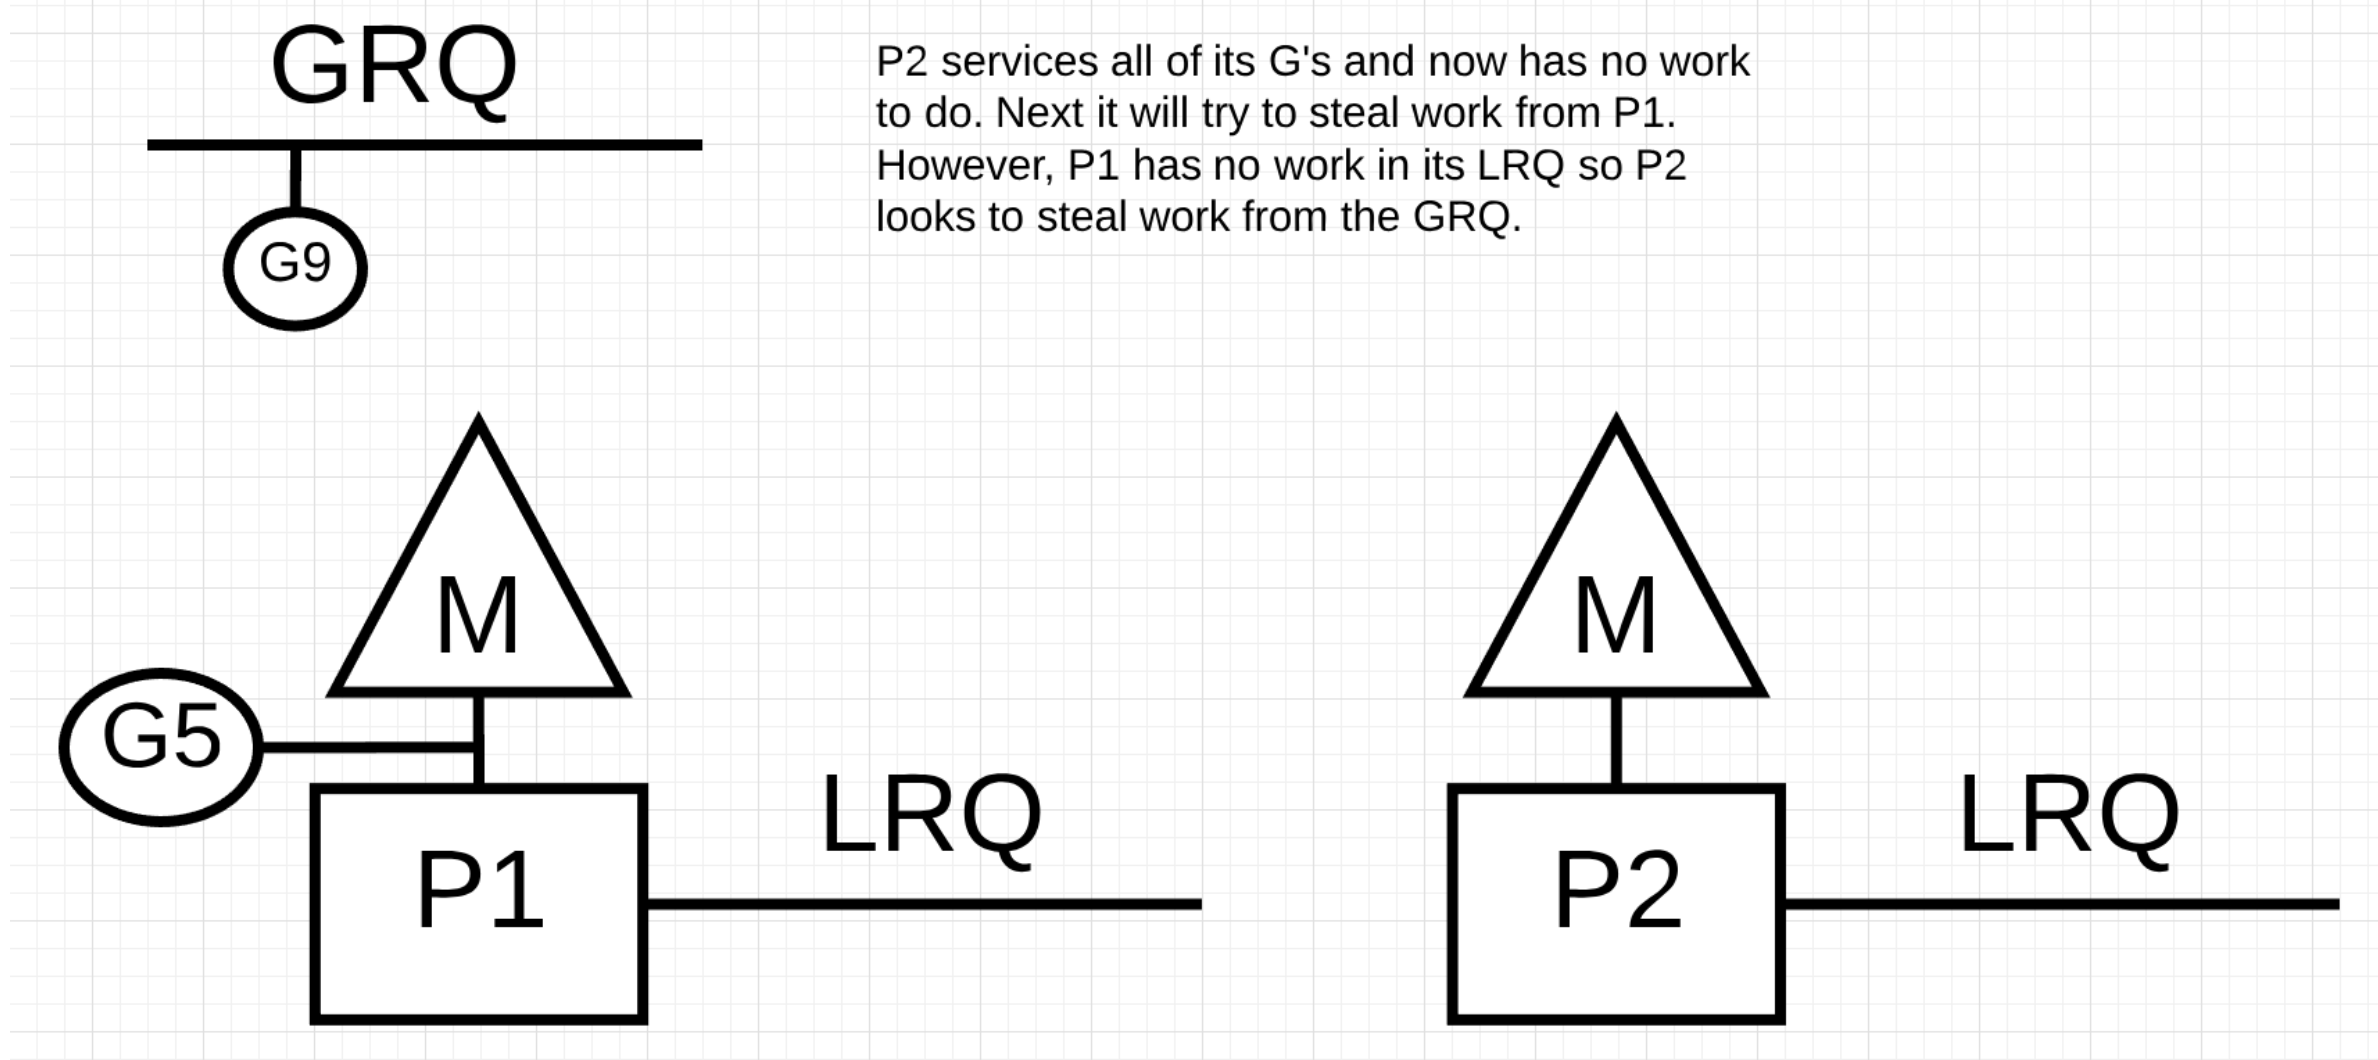 GRQ
P2 services all of its G's and now has no work
to do. Next it will try to steal work from P1.
However, P1 has no work in its LRQ so P2
looks to steal work from the GRQ.
G9
M
M
G5
LRQ
LRQ
P1
P2